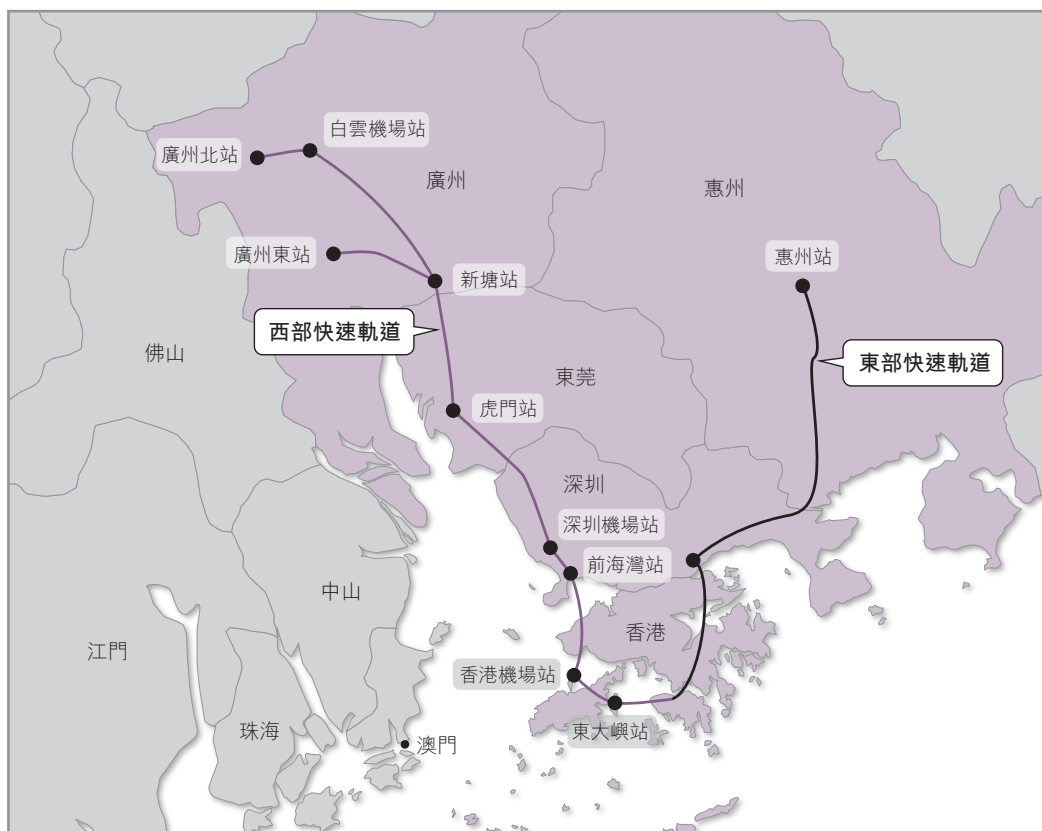 白雲機場站
廣州北站
廣州
惠州
廣州東站
惠州站
新塘站
西部快速軌道
佛山
東部快速軌道
東莞
虎門站
深圳
深圳機場站
前海灣站
中山
香港
江門
香港機場站
珠海
東大嶼站
澳門